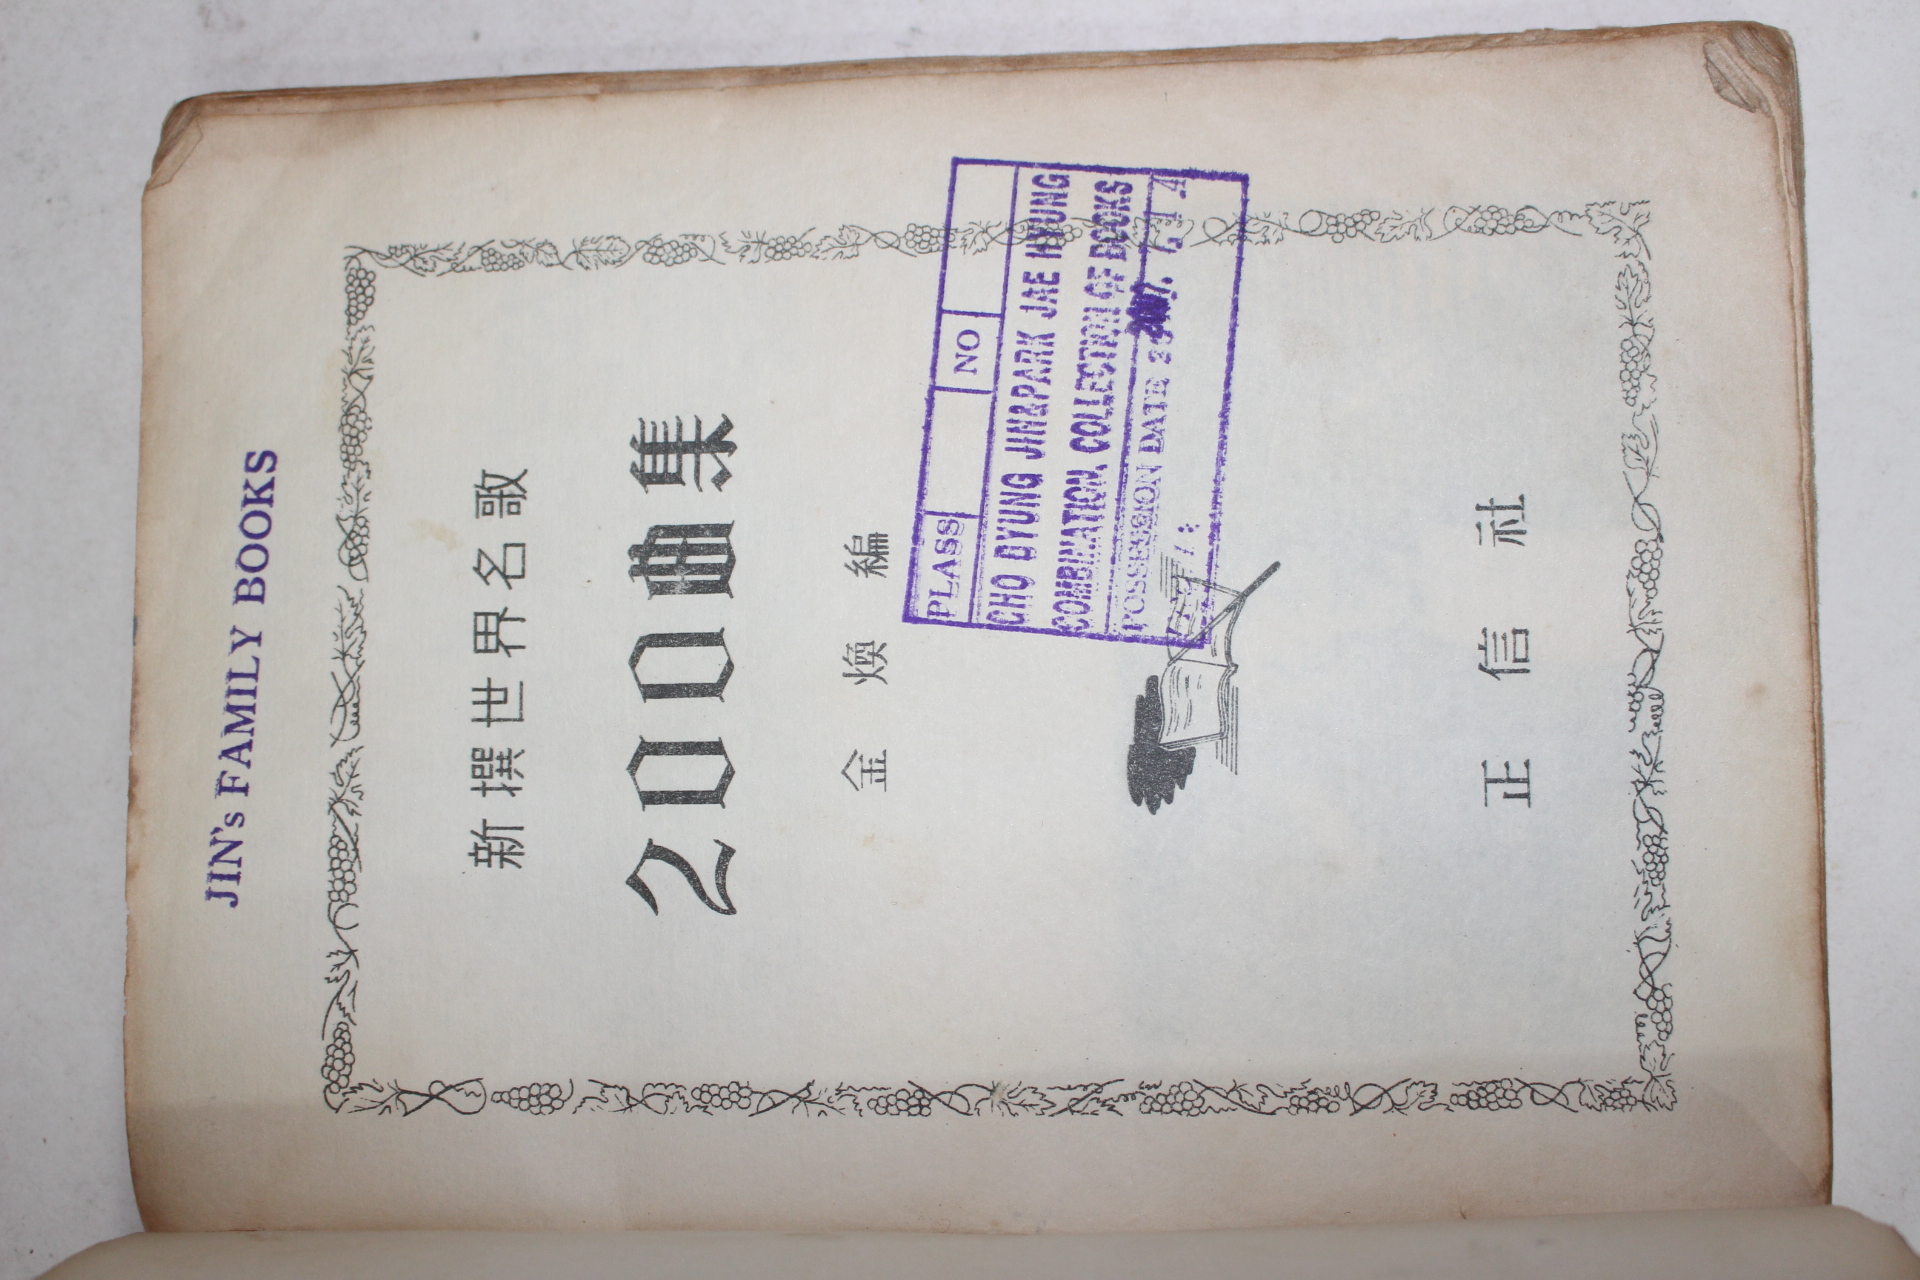 JIN's FAMILY BOOKS
新撰世界名歌
200曲集
金煥編
PLASS NO
CHO BYUNG JIN&PARK JAE HYUNG
COMBINATION. COLLECTION OF BOOKS
POSSESSION DATE
正信社